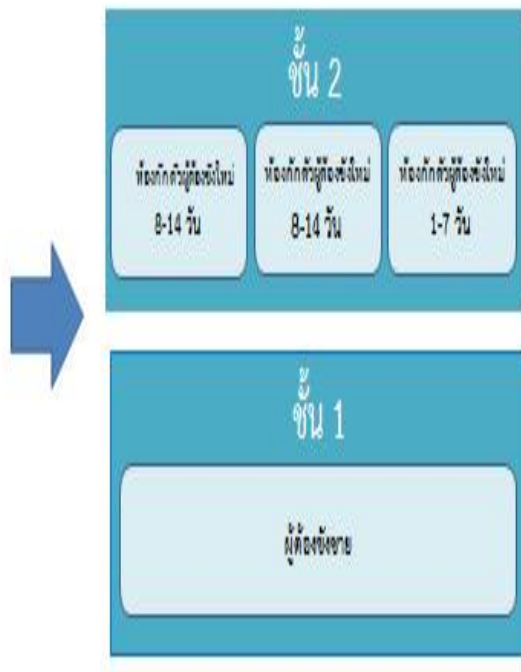 ชั้น 2
ห้องกักตัวผู้ต้องขังใหม่
8-14 วัน
ห้องกักตัวผู้ต้องขังใหม่
8-14 วัน
ห้องกักตัวผู้ต้องขังใหม่
1-7 วัน
ชั้น 1
ผู้ต้องขังชาย